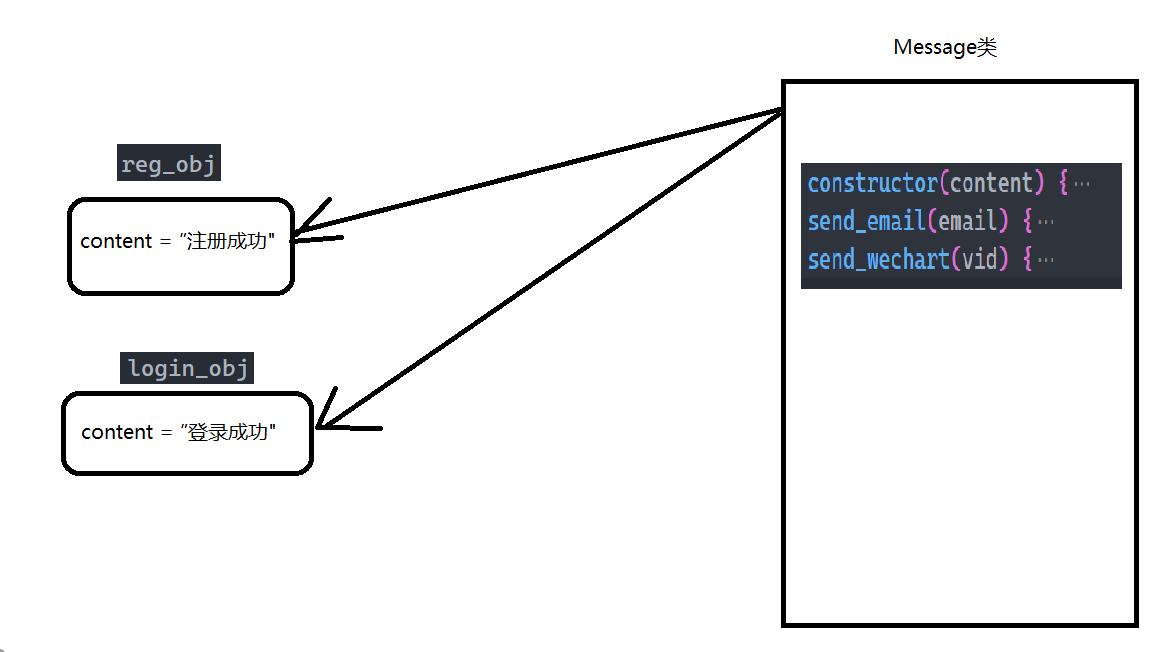 Message类
reg_obj
content = “注册成功"
login_obj
content = “登录成功"
constructor(content) {···
send_email(email) {···
send_wechart(vid) {···